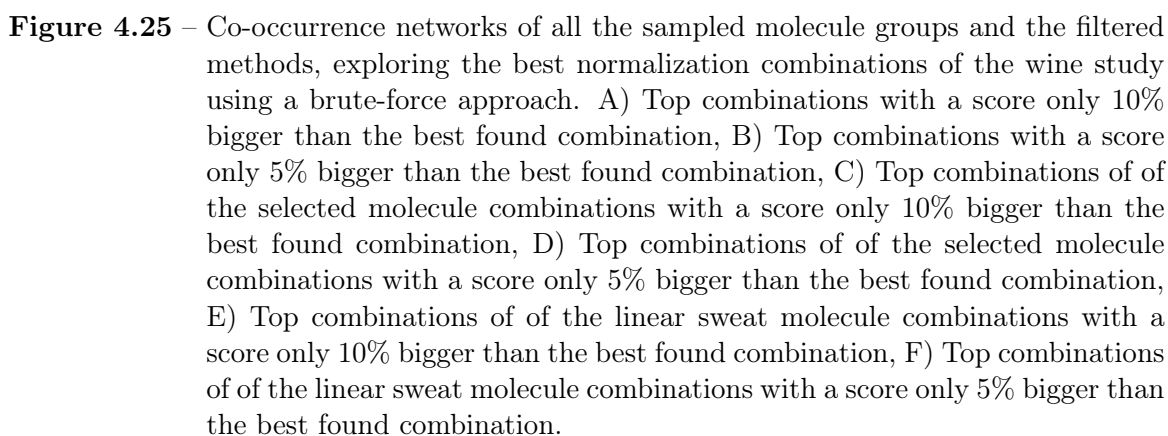 Figure 4.25 – Co-occurrence networks of all the sampled molecule groups and the filtered
methods, exploring the best normalization combinations of the wine study
using a brute-force approach. A) Top combinations with a score only 10%
bigger than the best found combination, B) Top combinations with a score
only 5% bigger than the best found combination, C) Top combinations of of
the selected molecule combinations with a score only 10% bigger than the
best found combination, D) Top combinations of of the selected molecule
combinations with a score only 5% bigger than the best found combination,
E) Top combinations of of the linear sweat molecule combinations with a
score only 10% bigger than the best found combination, F) Top combinations
of of the linear sweat molecule combinations with a score only 5% bigger than
the best found combination.